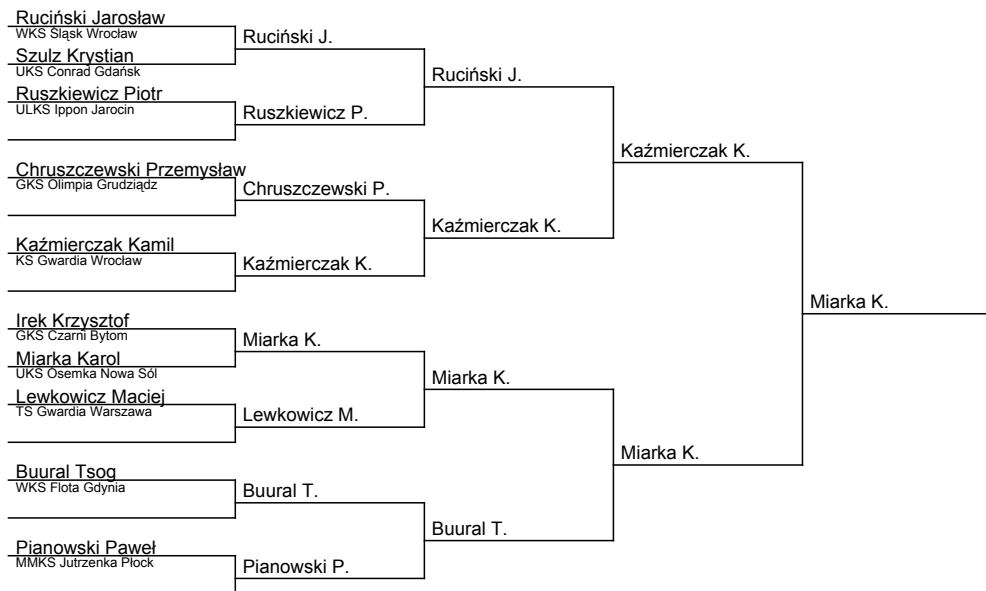 Ruciński Jarosław
WKS Śląsk Wrocław
Szulz Krystian
UKS Conrad Gdańsk
Ruszkiewicz Piotr
ULKS Ippon Jarocin
Chruszczewski Przemysław
GKS Olimpia Grudziądz
Kaźmierczak Kamil
KS Gwardia Wrocław
Irek Krzysztof
GKS Czarni Bytom
Miarka Karol
UKS Osemka Nowa Sól
Lewkowicz Maciej
TS Gwardia Warszawa
Buural Tsog
WKS Flota Gdynia
Pianowski Paweł
MMKS Jutrzenka Płock
Ruciński J.
Ruszkiewicz P.
Chruszczewski P.
Kaźmierczak K.
Miarka K.
Lewkowicz M.
Buural T.
Pianowski P.
Ruciński J.
Kaźmierczak K.
Miarka K.
Buural T.
Kaźmierczak K.
Miarka K.
Miarka K.